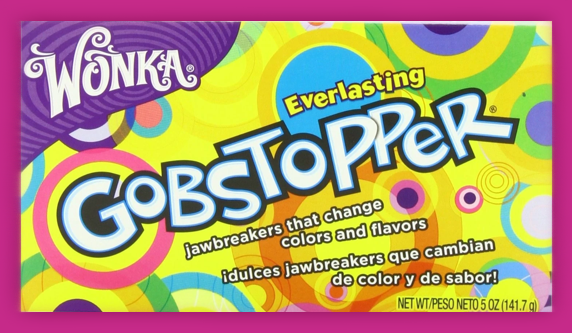 WONKA®
Everlasting
GOBSTOPPER®
jawbreakers that change
colors and flavors
¡dulces jawbreakers que cambian
de color y de sabor!
NET WT/PESO NETO 5 OZ (141.7 g)